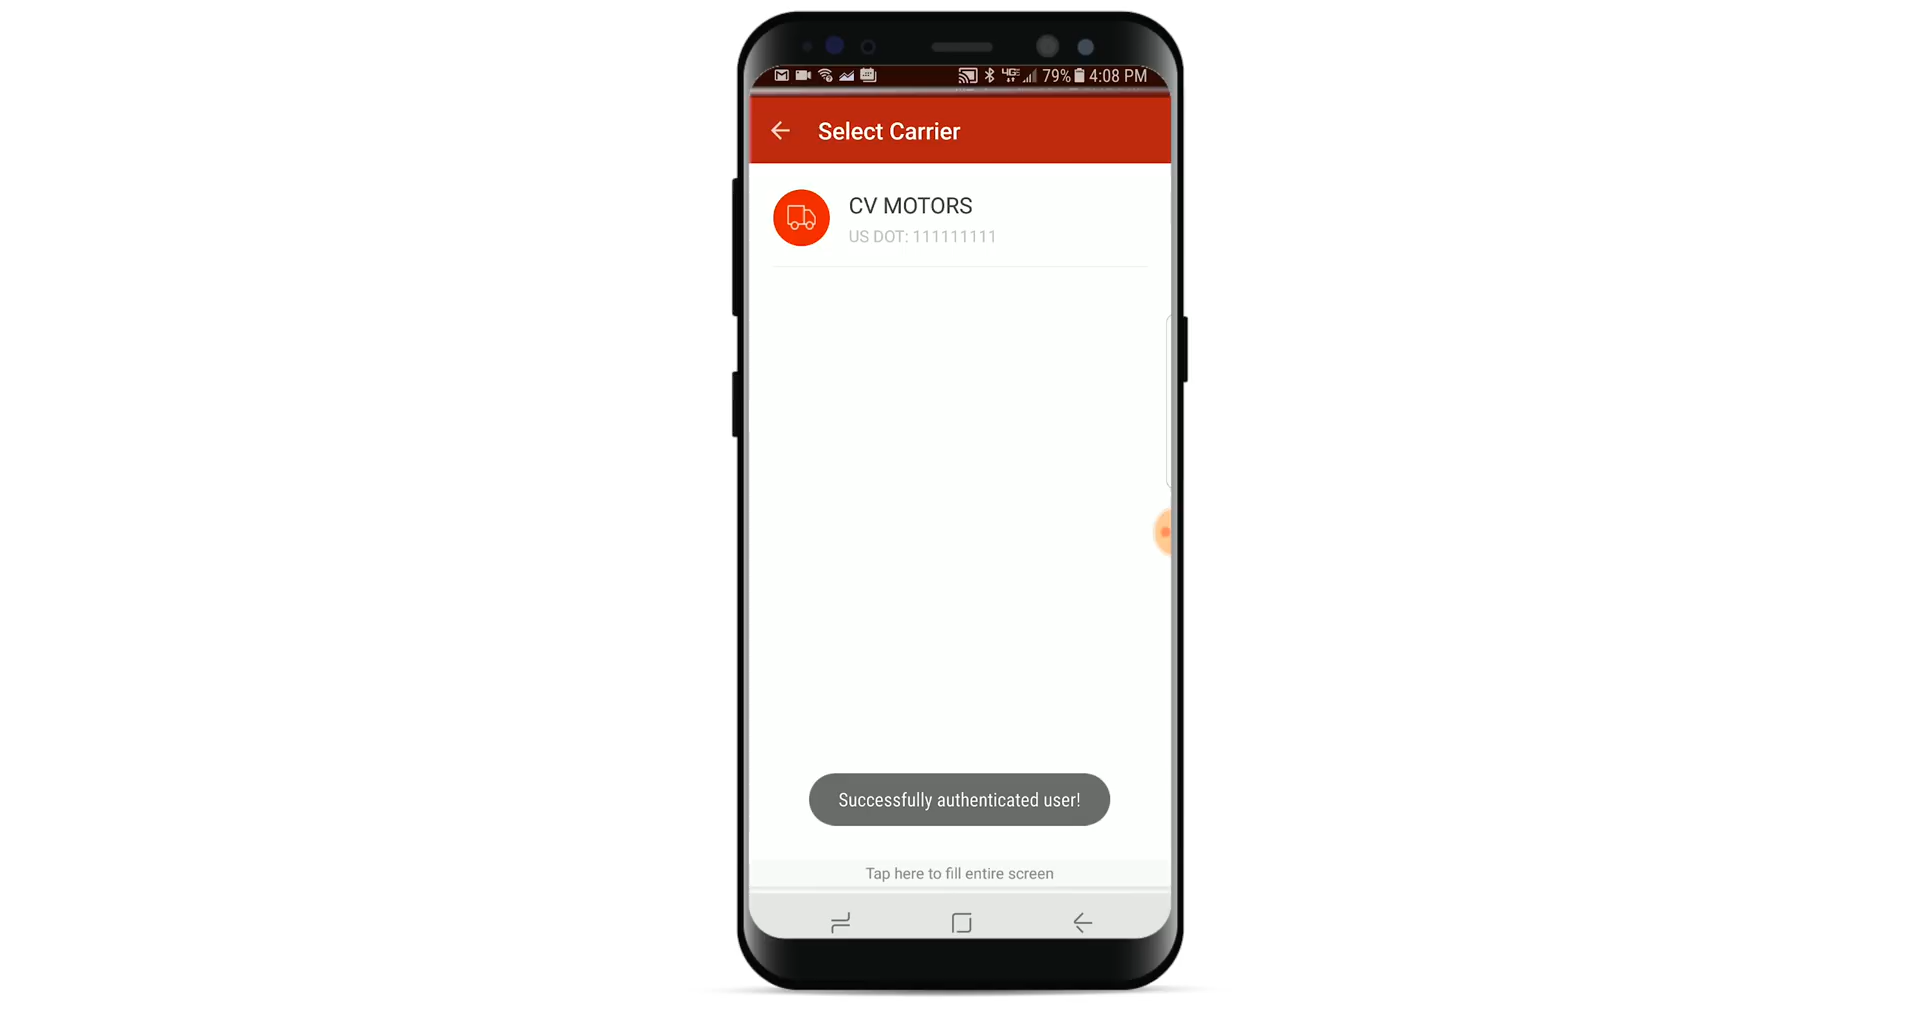 4GE 79% 4:08 PM
Select Carrier
CV MOTORS
US DOT: 111111111
Successfully authenticated user!
Tap here to fill entire screen